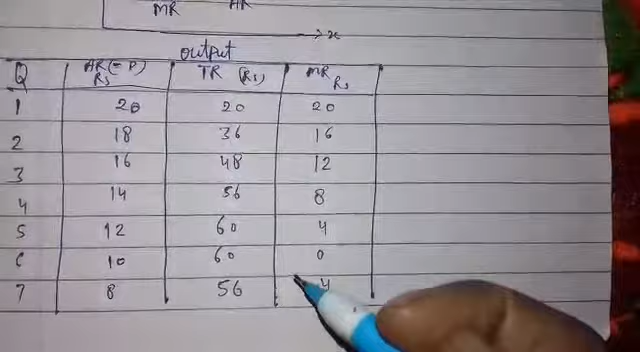 MR AR
x
output
Q AR(=P) Rs TR (Rs) MR Rs
1 20 20 20
2 18 36 16
3 16 48 12
4 14 56 8
5 12 60 4
6 10 60 0
7 8 56 4